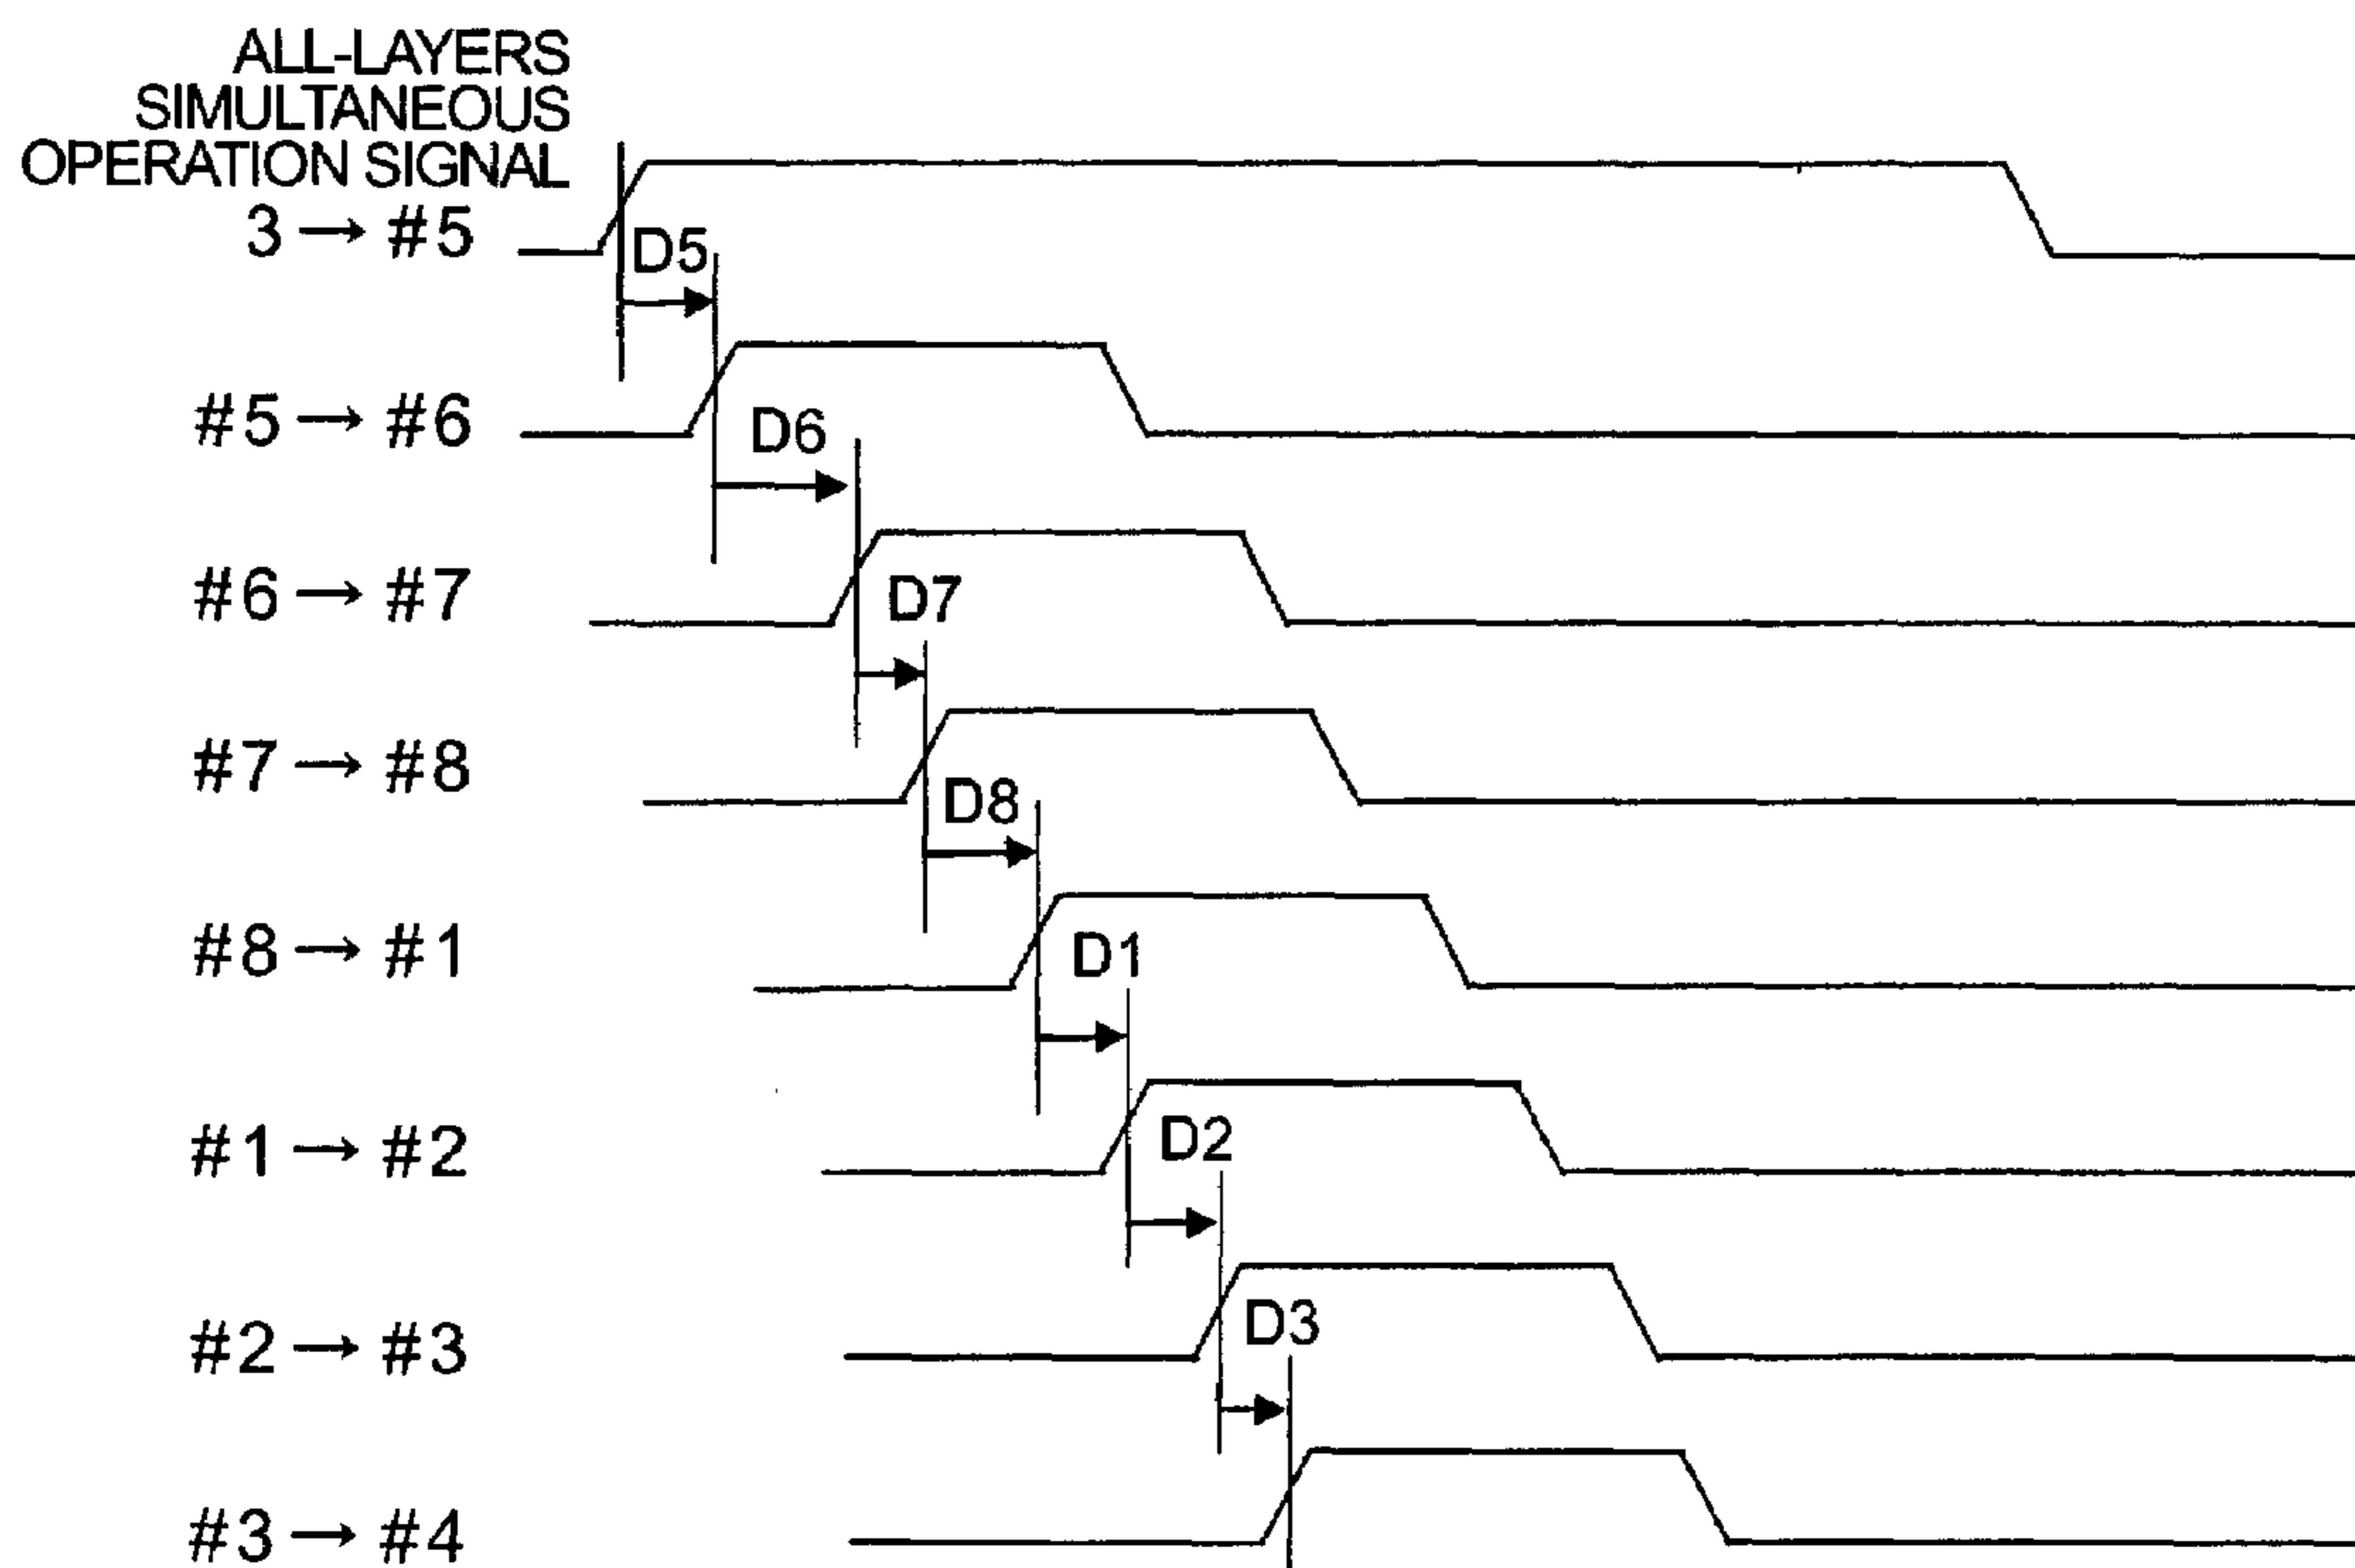 ALL-LAYERS
SIMULTANEOUS
OPERATION SIGNAL
3 → #5
D5
#5 → #6
D6
#6 → #7
D7
#7 → #8
D8
#8 → #1
D1
#1 → #2
D2
#2 → #3
D3
#3 → #4